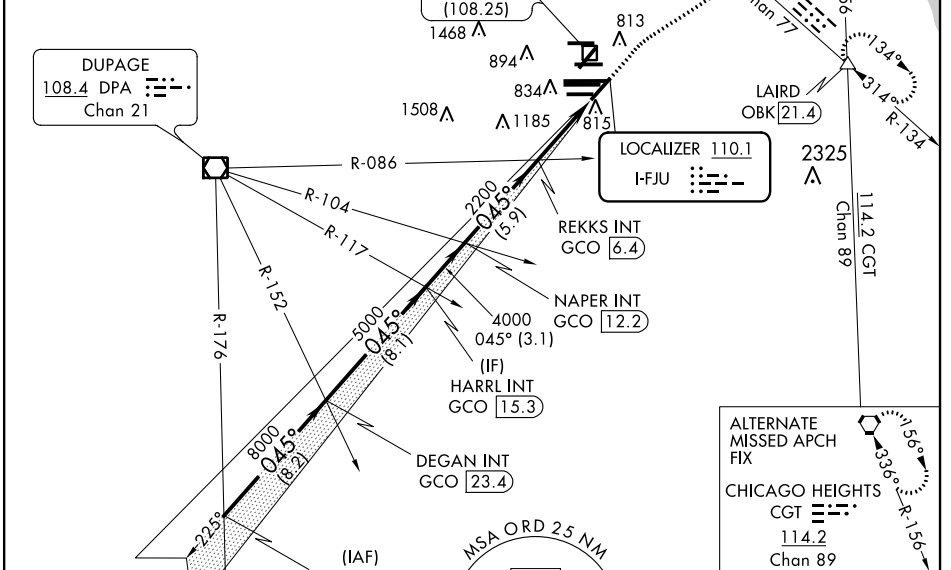 (108.25)
1468
813
Chan 77
56
894
DUPAGE
108.4 DPA
Chan 21
834
134°
314°
LAIRD
OBK 21.4
R-134
1508
1185
815
LOCALIZER 110.1
I-FJU
2325
R-086
R-104
R-117
R-152
R-176
2200
045°
(5.9)
REKKS INT
GCO 6.4
114.2 CGT
Chan 89
NAPER INT
GCO 12.2
4000
045° (3.1)
5000
045°
(8.1)
(IF)
HARRL INT
GCO 15.3
8000
045°
(8.2)
DEGAN INT
GCO 23.4
225°
(IAF)
MSA ORD 25 NM
ALTERNATE
MISSED APCH
FIX
156°
336°
R-156
CHICAGO HEIGHTS
CGT
114.2
Chan 89